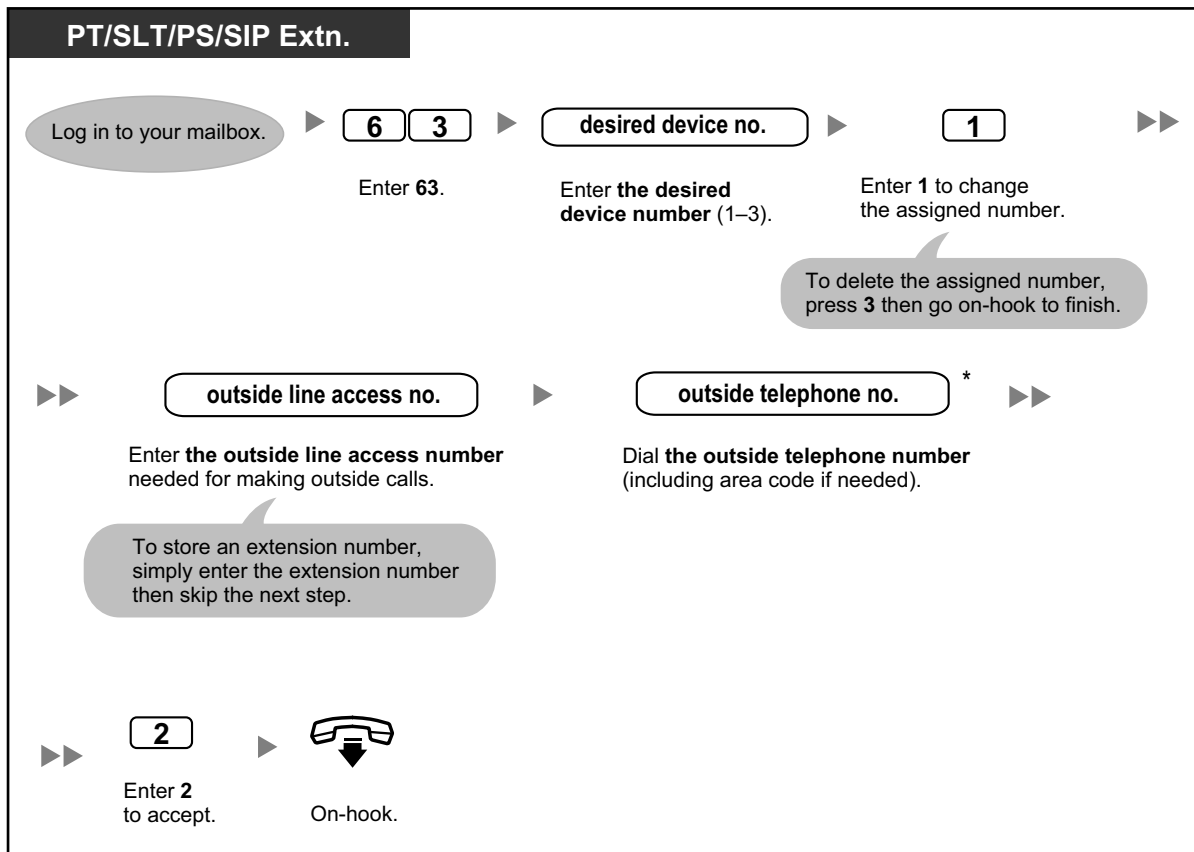 PT/SLT/PS/SIP Extn.
Log in to your mailbox.
6 3
desired device no.
1
Enter 63.
Enter the desired
device number (1–3).
Enter 1 to change
the assigned number.
To delete the assigned number,
press 3 then go on-hook to finish.
outside line access no.
outside telephone no. *
Enter the outside line access number
needed for making outside calls.
Dial the outside telephone number
(including area code if needed).
To store an extension number,
simply enter the extension number
then skip the next step.
2
Enter 2
to accept.
On-hook.